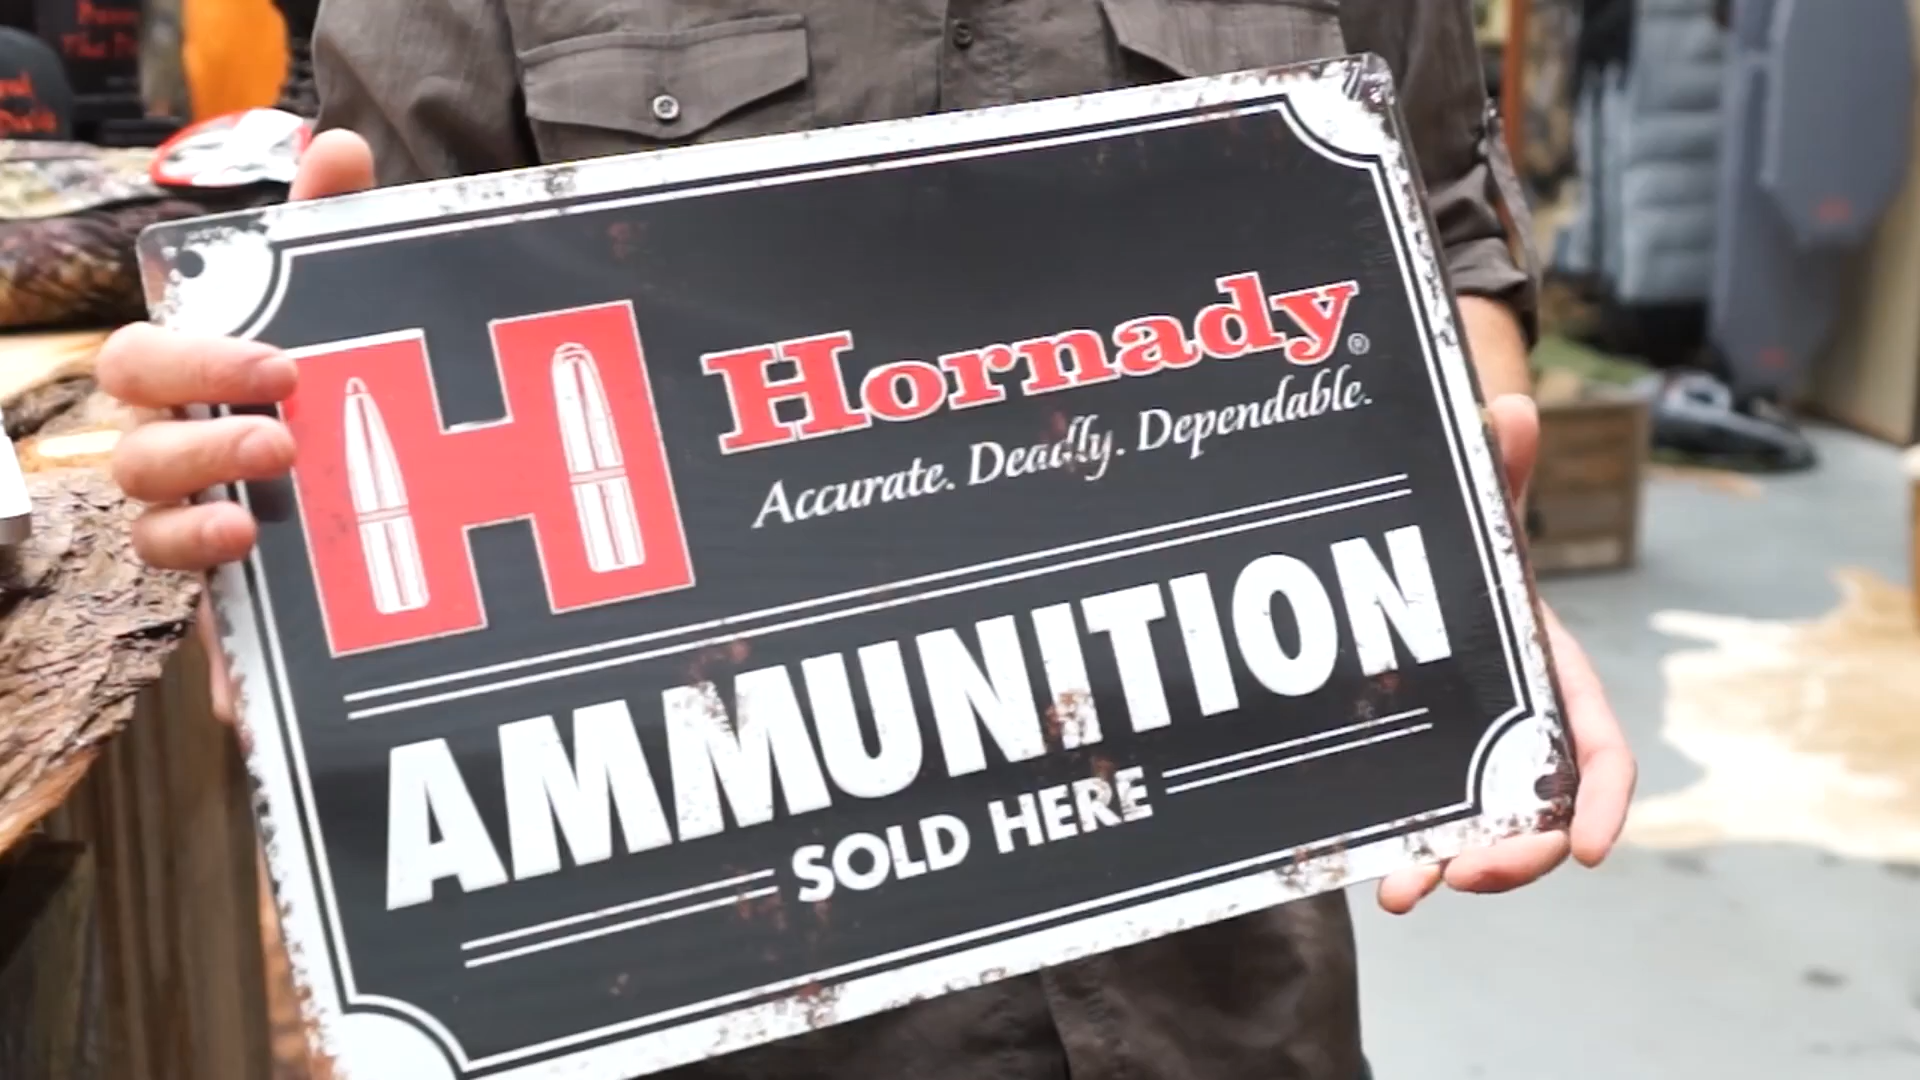 H Hornady®
Accurate. Deadly. Dependable.
AMMUNITION
SOLD HERE